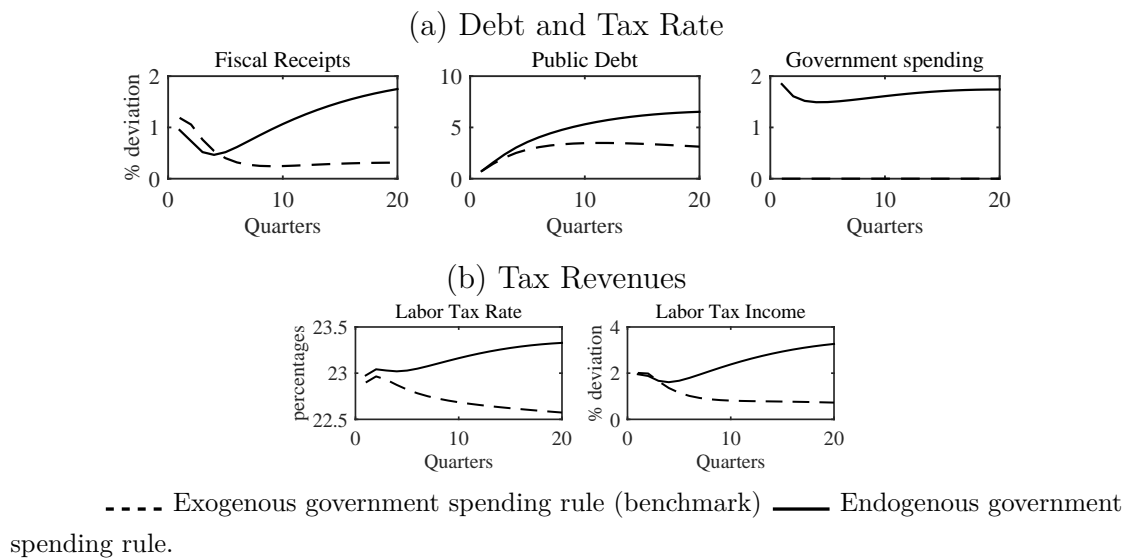 (a) Debt and Tax Rate
Fiscal Receipts
Public Debt
Government spending
% deviation
2
1
0
0
10
20
Quarters
10
5
0
0
10
20
Quarters
2
1
0
0
10
20
Quarters
(b) Tax Revenues
Labor Tax Rate
Labor Tax Income
percentages
23.5
23
22.5
0
10
20
Quarters
% deviation
4
2
0
0
10
20
Quarters
Exogenous government spending rule (benchmark) Endogenous government
spending rule.